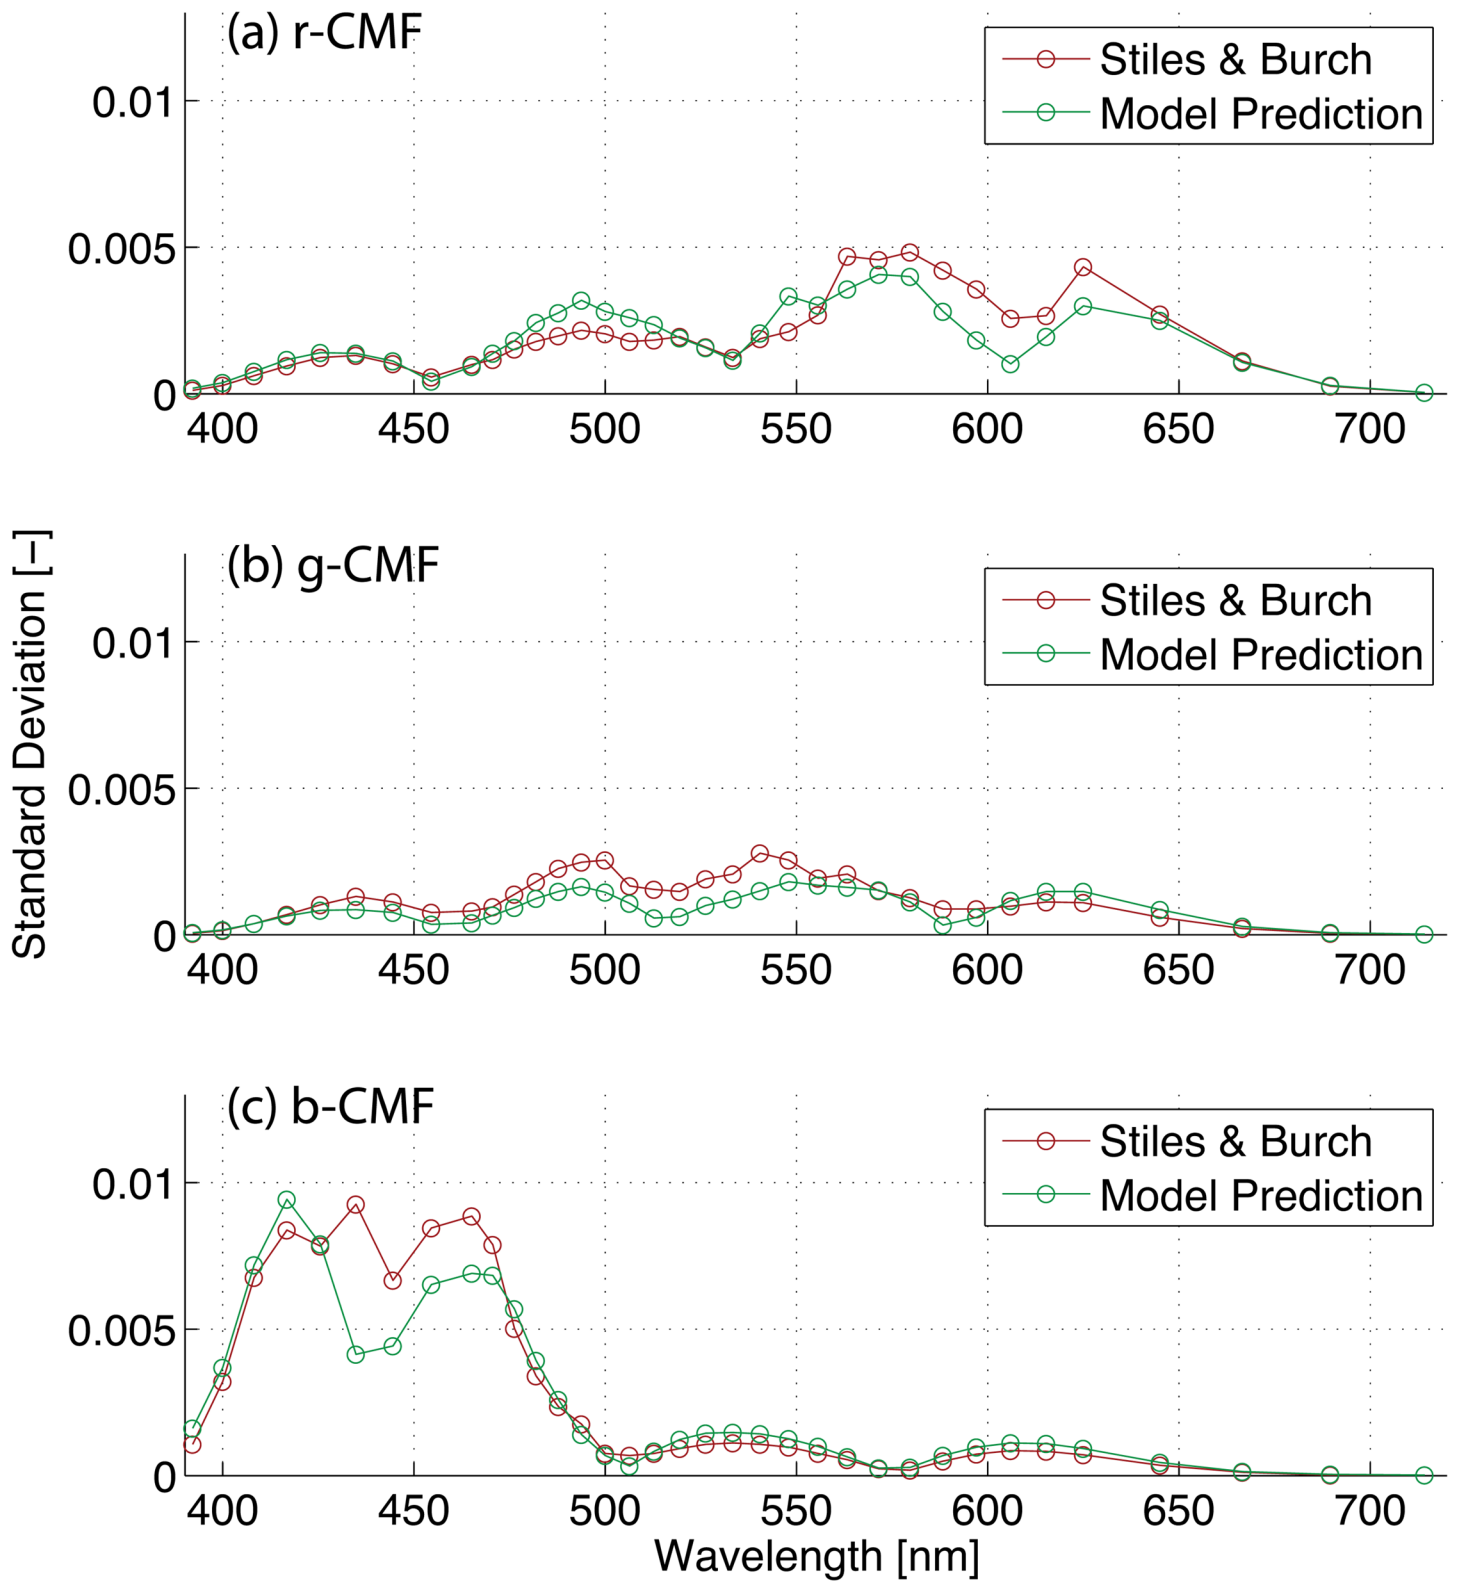 (a) r-CMF
Stiles & Burch
Model Prediction
0.01
0.005
0
400 450 500 550 600 650 700
Standard Deviation [–]
(b) g-CMF
Stiles & Burch
Model Prediction
0.01
0.005
0
400 450 500 550 600 650 700
(c) b-CMF
Stiles & Burch
Model Prediction
0.01
0.005
0
400 450 500 550 600 650 700
Wavelength [nm]